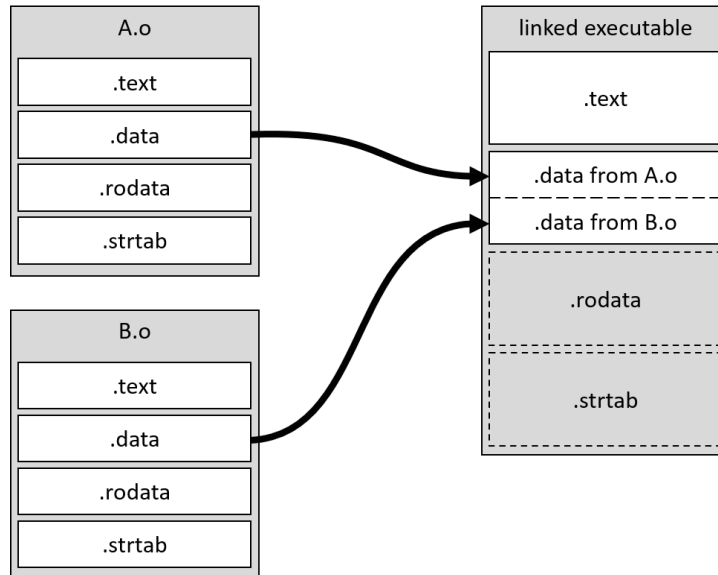 A.o
.text
.data
.rodata
.strtab
B.o
.text
.data
.rodata
.strtab
linked executable
.text
.data from A.o
.data from B.o
.rodata
.strtab